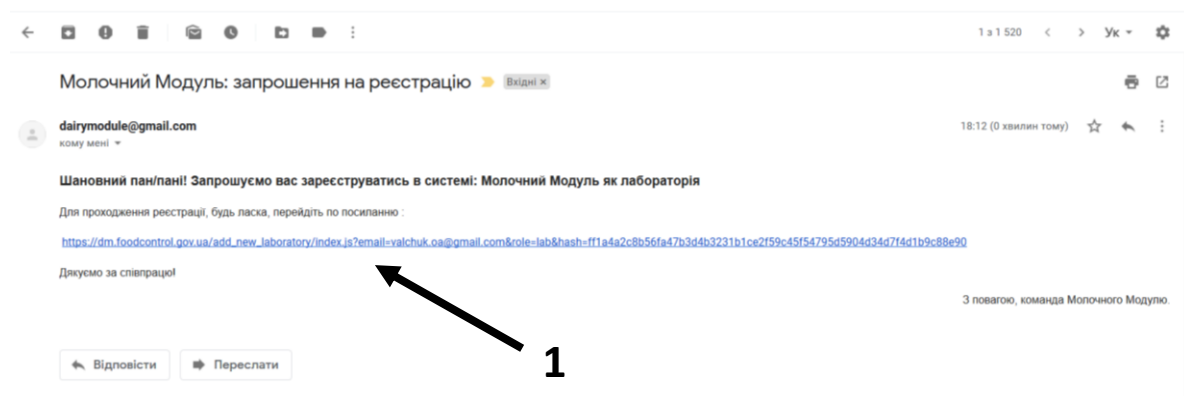 1 з 1 520
Ук
Молочний Модуль: запрошення на реєстрацію Вхідні ×
dairymodule@gmail.com 18:12 (0 хвилин тому)
кому мені
Шановний пан/пані! Запрошуємо вас зареєструватись в системі: Молочний Модуль як лабораторія
Для проходження реєстрації, будь ласка, перейдіть по посиланню :
https://dm.foodcontrol.gov.ua/add_new_laboratory/index.js?email=valchuk.oa@gmail.com&role=lab&hash=ff1a4a2c8b56fa47b3d4b3231b1ce2f59c45f54795d5904d34d7f4d1b9c88e90
Дякуємо за співпрацю!
З повагою, команда Молочного Модулю.
1
Відповісти Переслати